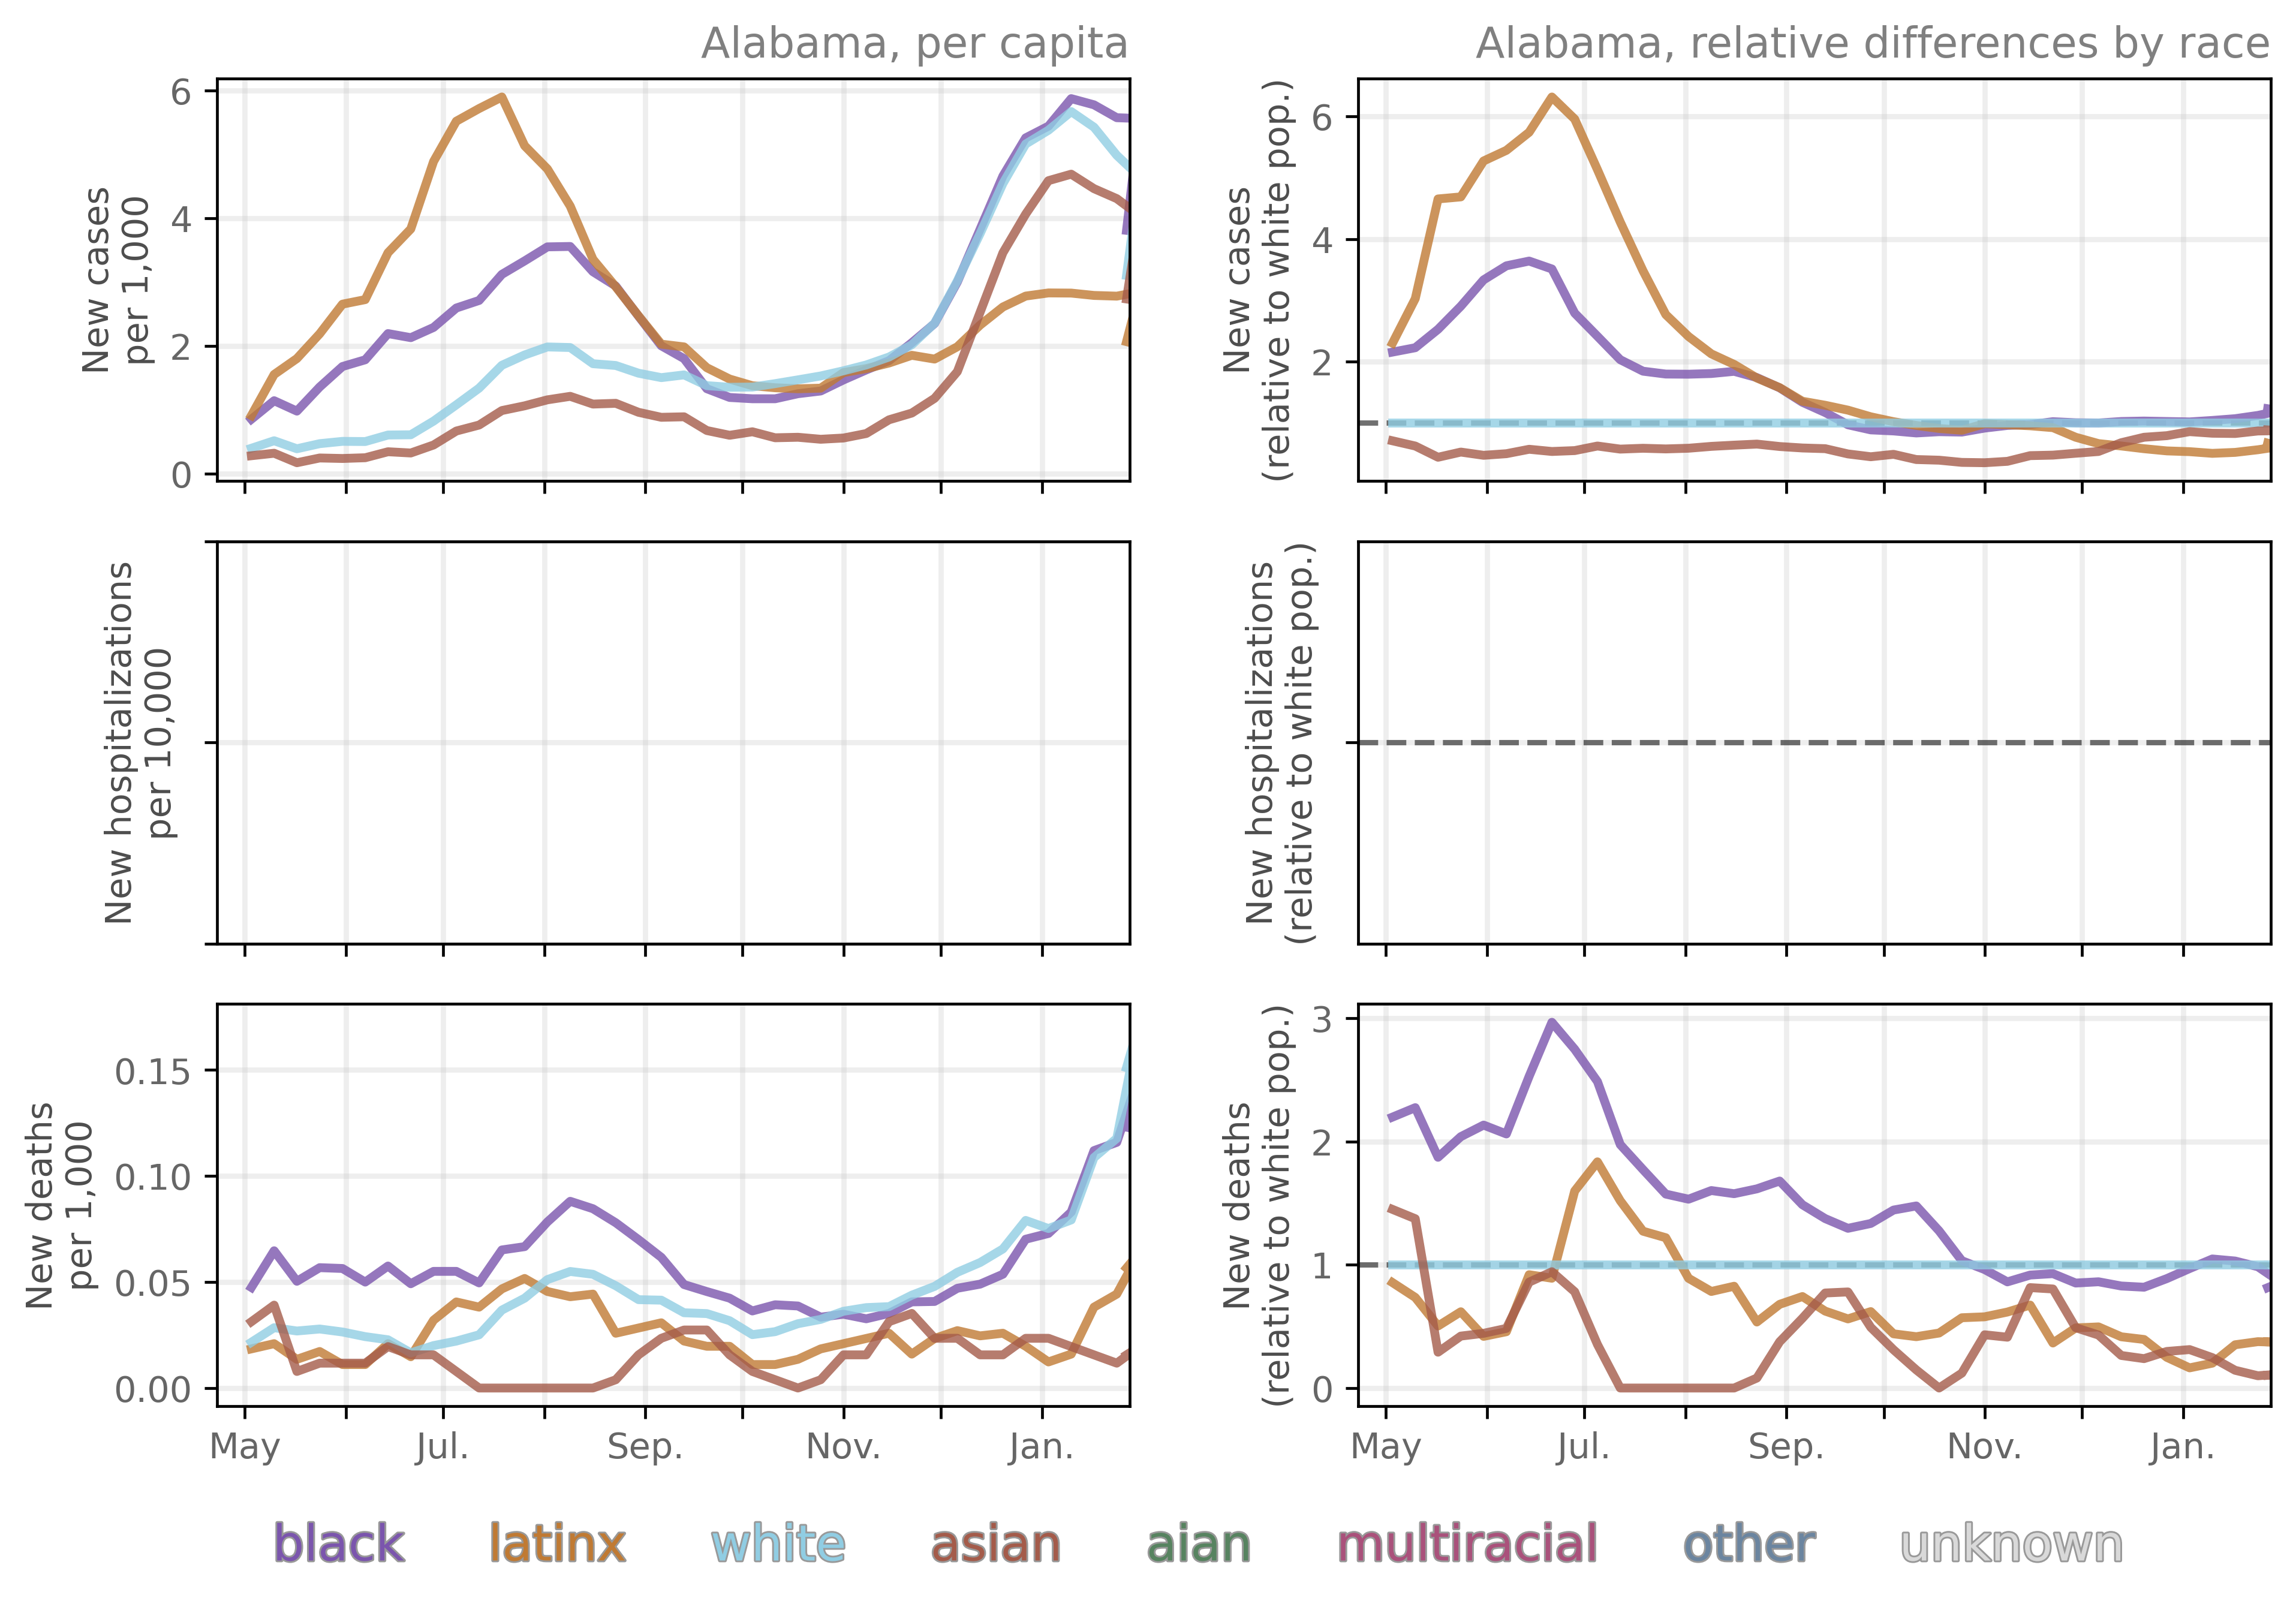 Alabama, per capita
Alabama, relative differences by race
New cases
per 1,000
6
4
2
0
New cases
(relative to white pop.)
6
4
2
New hospitalizations
per 10,000
New hospitalizations
(relative to white pop.)
New deaths
per 1,000
0.15
0.10
0.05
0.00
May Jul. Sep. Nov. Jan.
New deaths
(relative to white pop.)
3
2
1
0
May Jul. Sep. Nov. Jan.
black latinx white asian aian multiracial other unknown